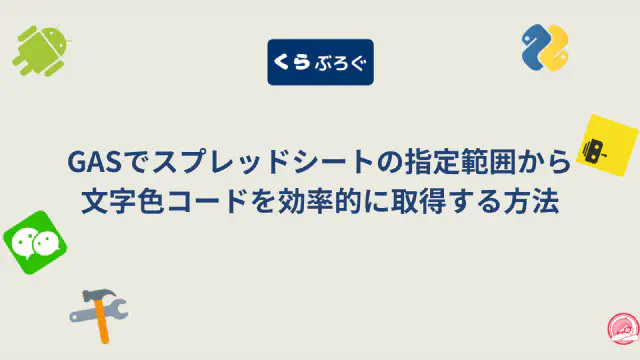 くらぶろぐ
GASでスプレッドシートの指定範囲から
文字色コードを効率的に取得する方法